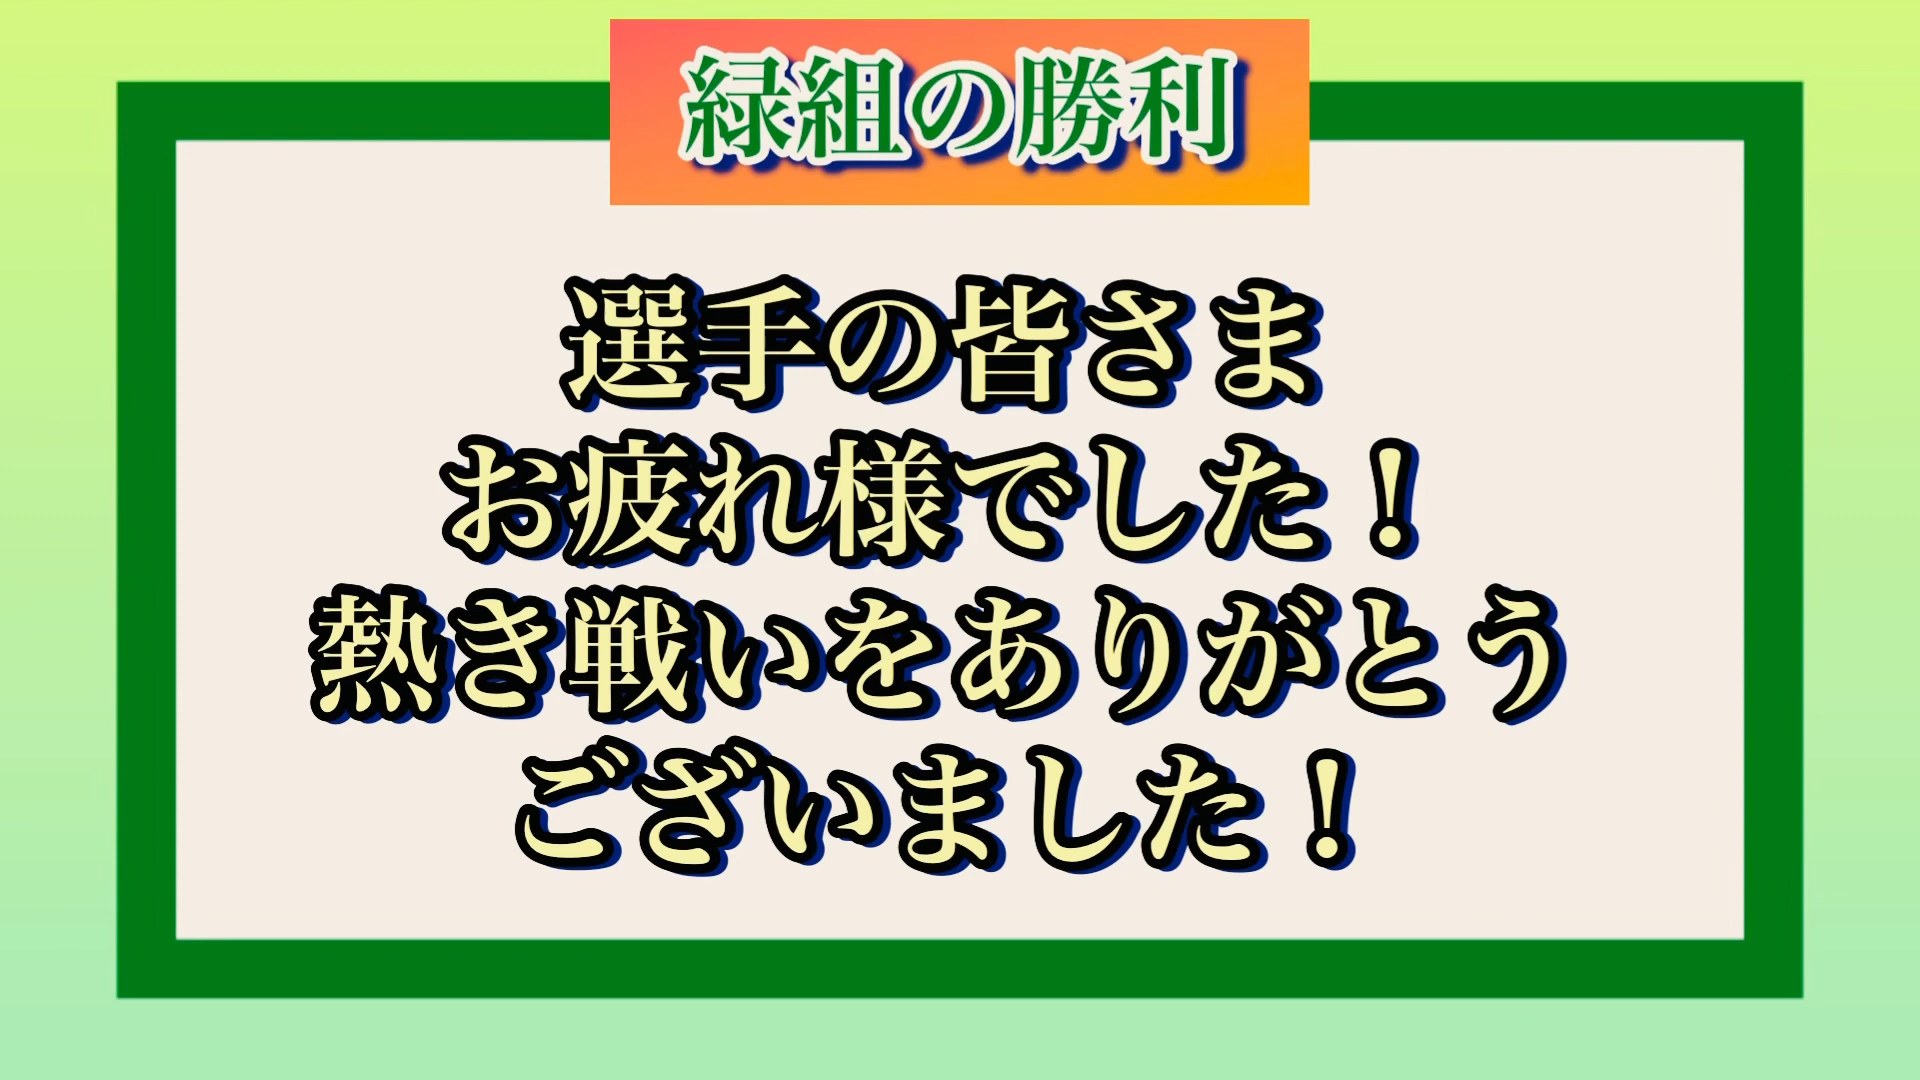 緑組の勝利
選手の皆さま
お疲れ様でした！
熱き戦いをありがとう
ございました！